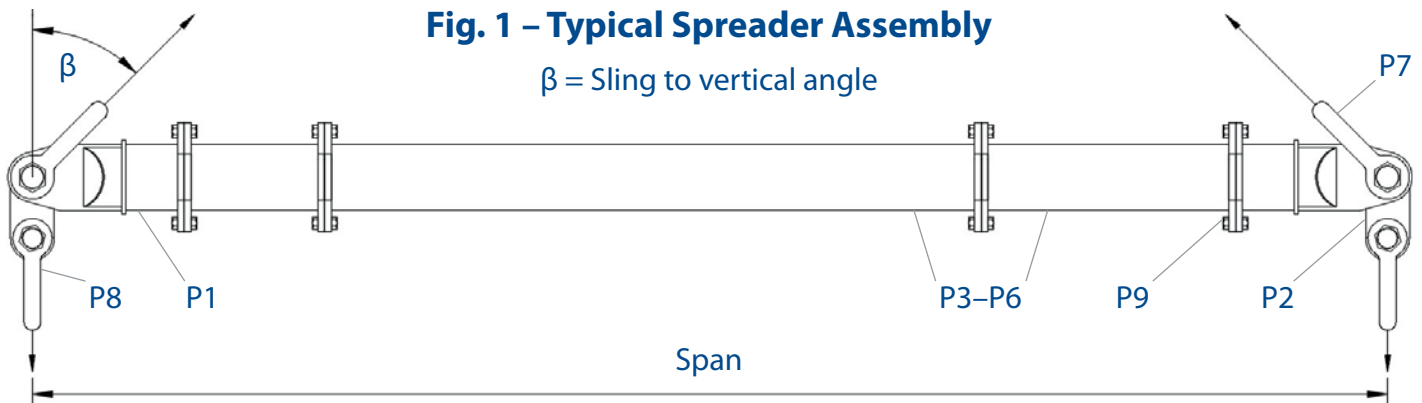 Fig. 1 – Typical Spreader Assembly
β
β = Sling to vertical angle
P7
P8
P1
P3–P6
P9
P2
Span